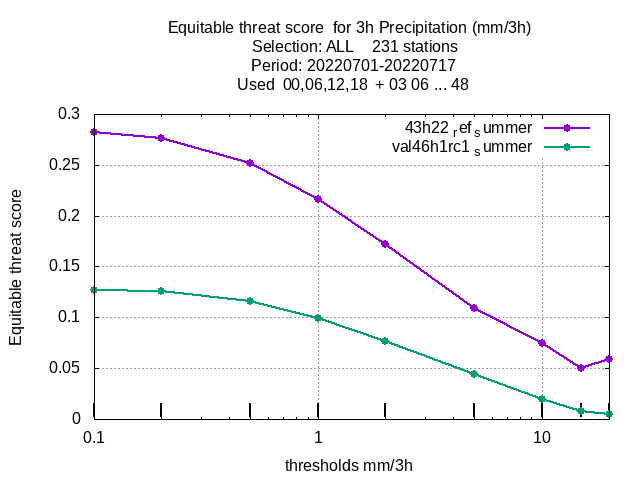 Equitable threat score  for 3h Precipitation (mm/3h)
Selection: ALL    231 stations
Period: 20220701-20220717
Used  00,06,12,18  + 03 06 ... 48
43h22 ref summer
val46h1rc1 summer
0.3
0.25
0.2
0.15
0.1
0.05
0
Equitable threat score
0.1 1 10
thresholds mm/3h